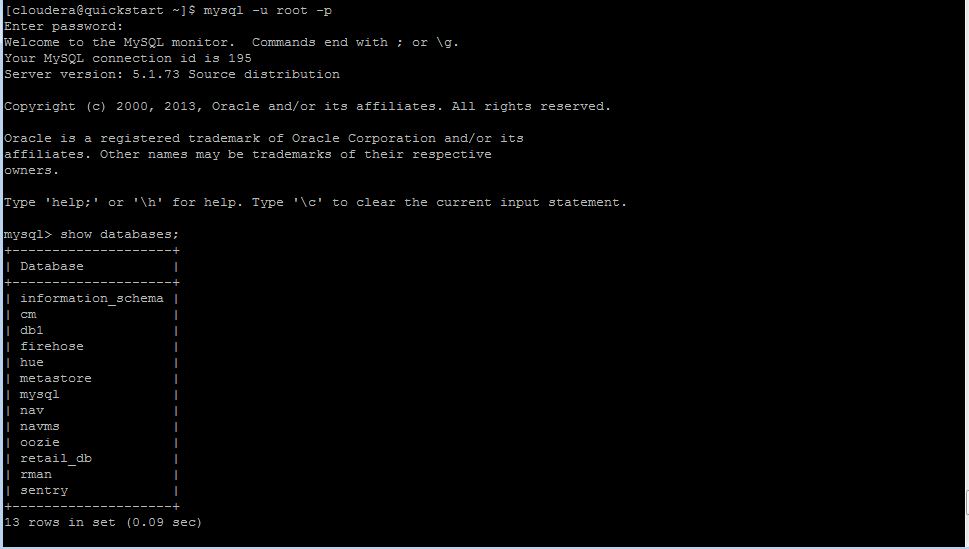 [cloudera@quickstart ~]$ mysql -u root -p
Enter password:
Welcome to the MySQL monitor.  Commands end with ; or \g.
Your MySQL connection id is 195
Server version: 5.1.73 Source distribution

Copyright (c) 2000, 2013, Oracle and/or its affiliates. All rights reserved.

Oracle is a registered trademark of Oracle Corporation and/or its
affiliates. Other names may be trademarks of their respective
owners.

Type 'help;' or '\h' for help. Type '\c' to clear the current input statement.

mysql> show databases;
+--------------------+
| Database           |
+--------------------+
| information_schema |
| cm                 |
| db1                |
| firehose           |
| hue                |
| metastore          |
| mysql              |
| nav                |
| navms              |
| oozie              |
| retail_db          |
| rman               |
| sentry             |
+--------------------+
13 rows in set (0.09 sec)